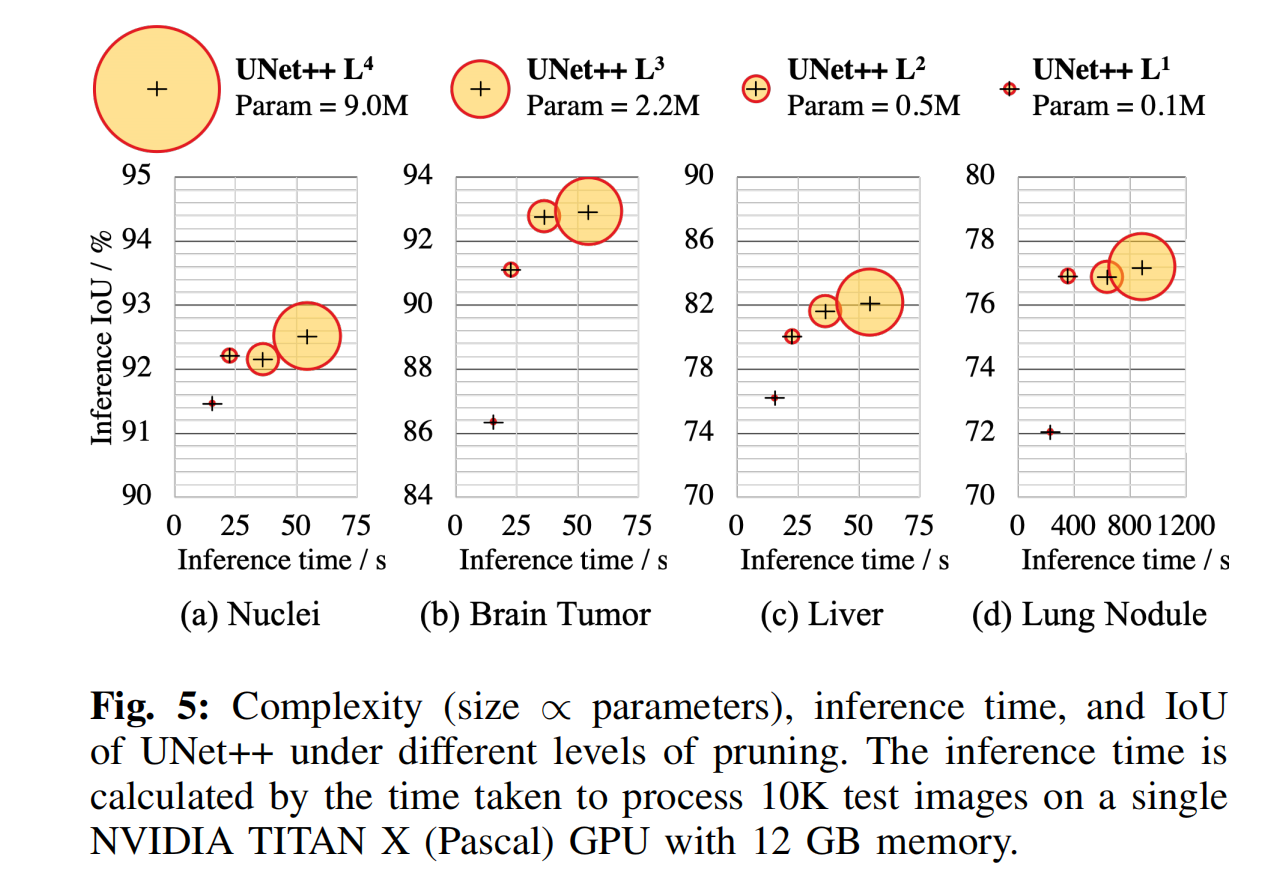 UNet++ L⁴
Param = 9.0M
UNet++ L³
Param = 2.2M
UNet++ L²
Param = 0.5M
UNet++ L¹
Param = 0.1M
Inference IoU / %
95
94
93
92
91
90
0 25 50 75
Inference time / s
(a) Nuclei
94
92
90
88
86
84
0 25 50 75
Inference time / s
(b) Brain Tumor
90
86
82
78
74
70
0 25 50 75
Inference time / s
(c) Liver
80
78
76
74
72
70
0 400 800 1200
Inference time / s
(d) Lung Nodule
Fig. 5: Complexity (size ∝ parameters), inference time, and IoU
of UNet++ under different levels of pruning. The inference time is
calculated by the time taken to process 10K test images on a single
NVIDIA TITAN X (Pascal) GPU with 12 GB memory.